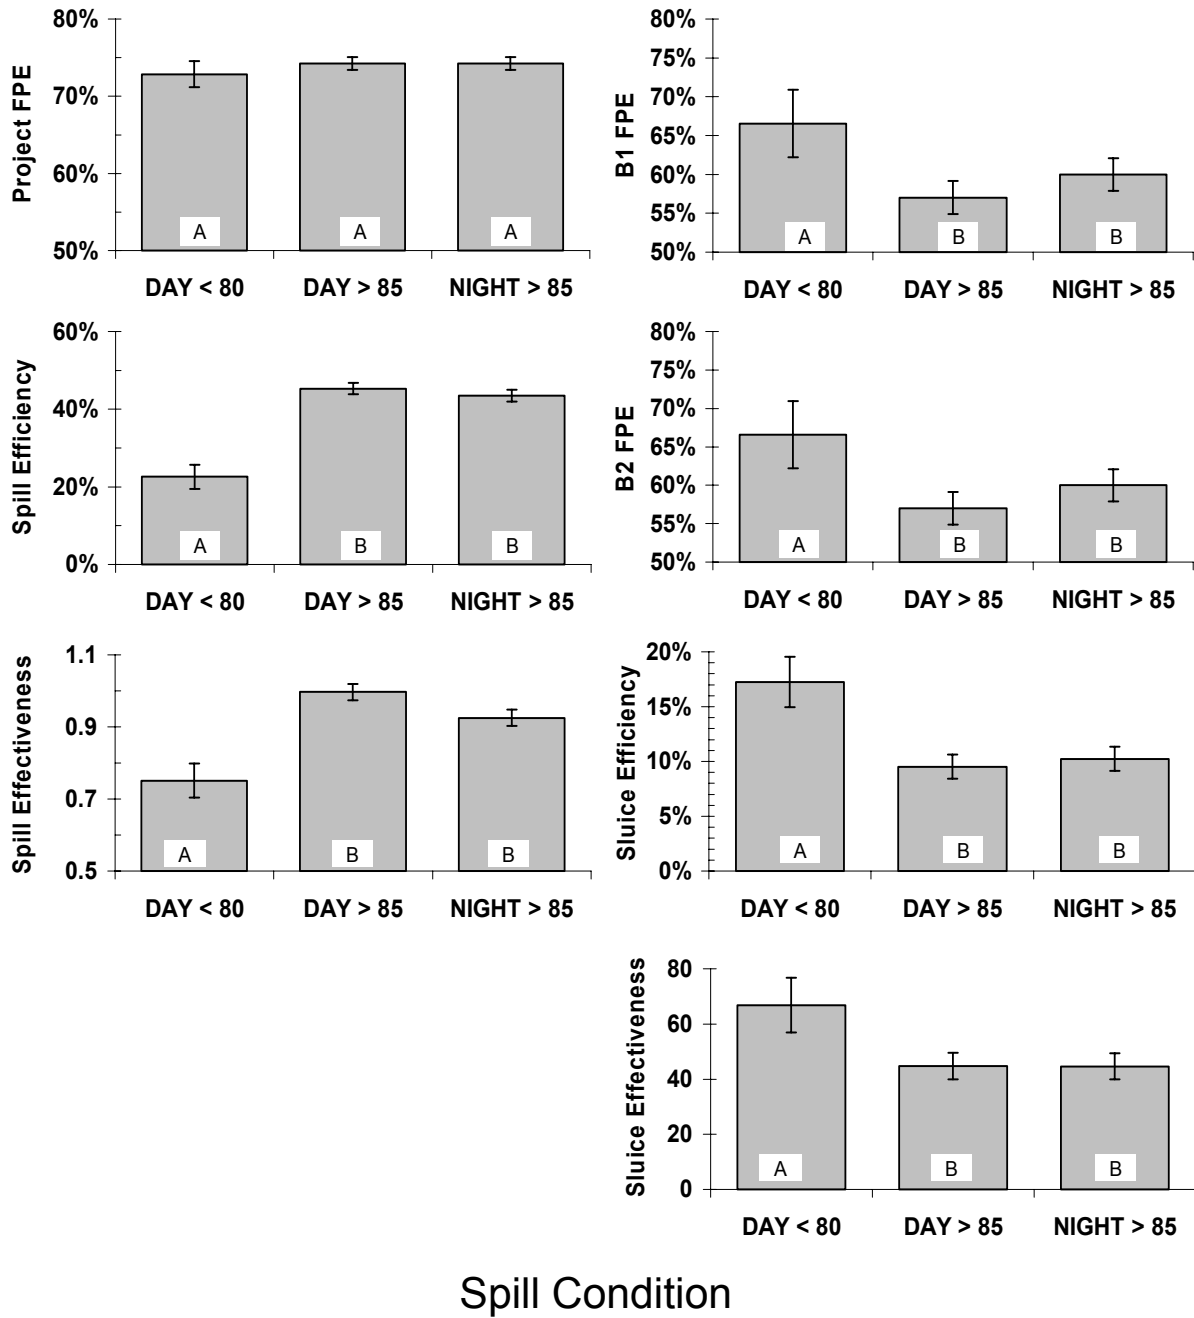 Project FPE
80%
70%
60%
50%
A
A
A
DAY < 80
DAY > 85
NIGHT > 85
B1 FPE
80%
75%
70%
65%
60%
55%
50%
A
B
B
DAY < 80
DAY > 85
NIGHT > 85
Spill Efficiency
60%
40%
20%
0%
A
B
B
DAY < 80
DAY > 85
NIGHT > 85
B2 FPE
80%
75%
70%
65%
60%
55%
50%
A
B
B
DAY < 80
DAY > 85
NIGHT > 85
Spill Effectiveness
1.1
0.9
0.7
0.5
A
B
B
DAY < 80
DAY > 85
NIGHT > 85
Sluice Efficiency
20%
15%
10%
5%
0%
A
B
B
DAY < 80
DAY > 85
NIGHT > 85
Sluice Effectiveness
80
60
40
20
0
A
B
B
DAY < 80
DAY > 85
NIGHT > 85
Spill Condition